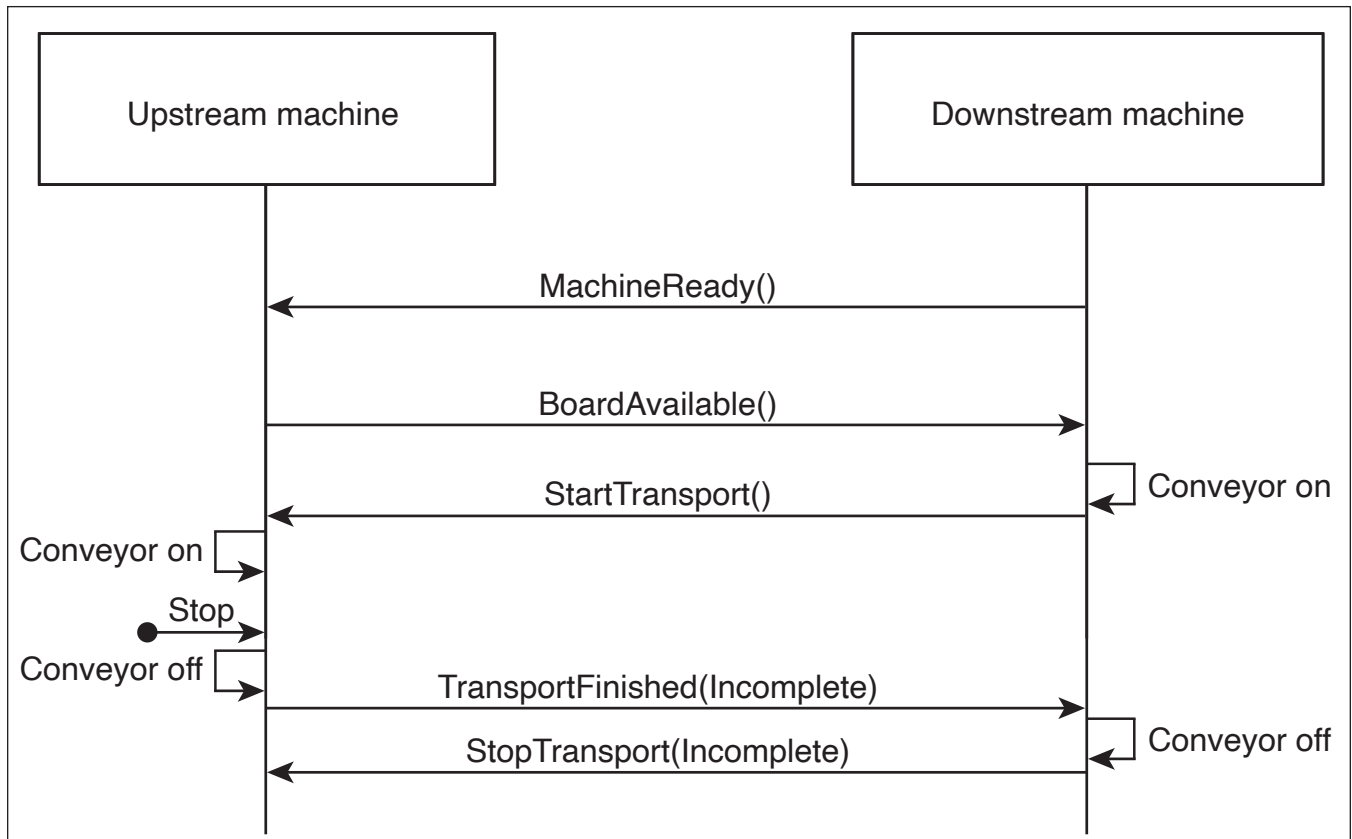 Upstream machine
Downstream machine
MachineReady()
BoardAvailable()
Conveyor on
StartTransport()
Conveyor on
Stop
Conveyor off
TransportFinished(Incomplete)
Conveyor off
StopTransport(Incomplete)